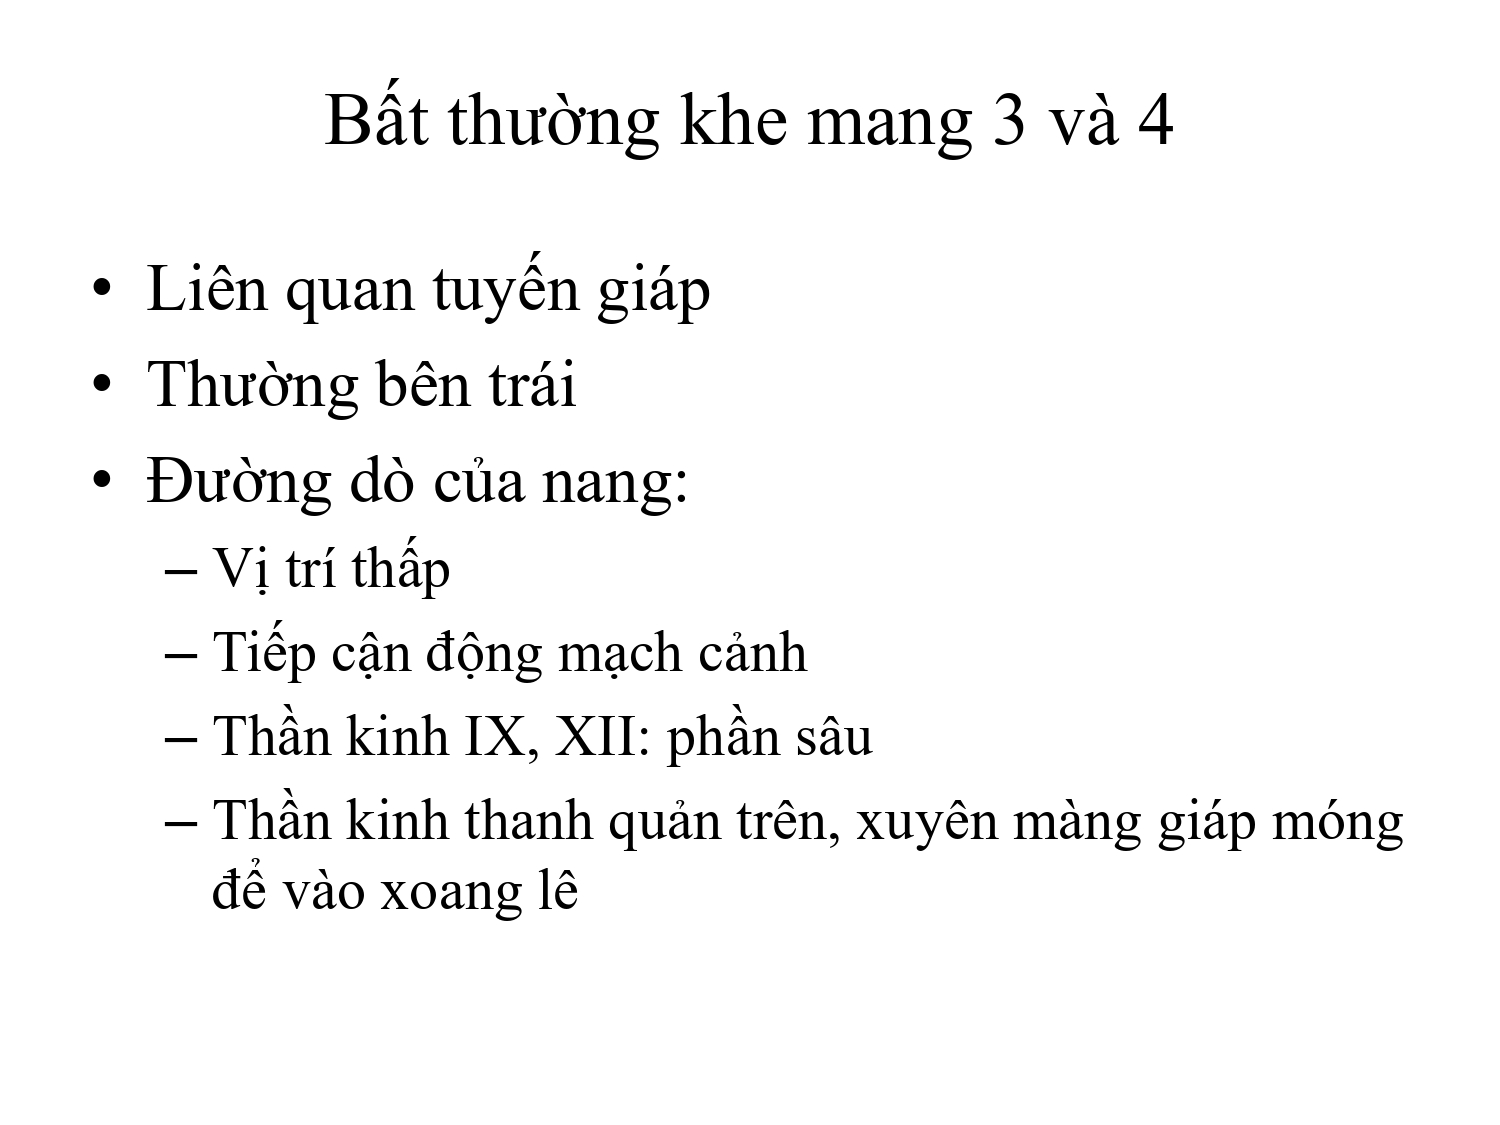 Bất thường khe mang 3 và 4
• Liên quan tuyến giáp
• Thường bên trái
• Đường dò của nang:
– Vị trí thấp
– Tiếp cận động mạch cảnh
– Thần kinh IX, XII: phần sâu
– Thần kinh thanh quản trên, xuyên màng giáp móng
để vào xoang lê